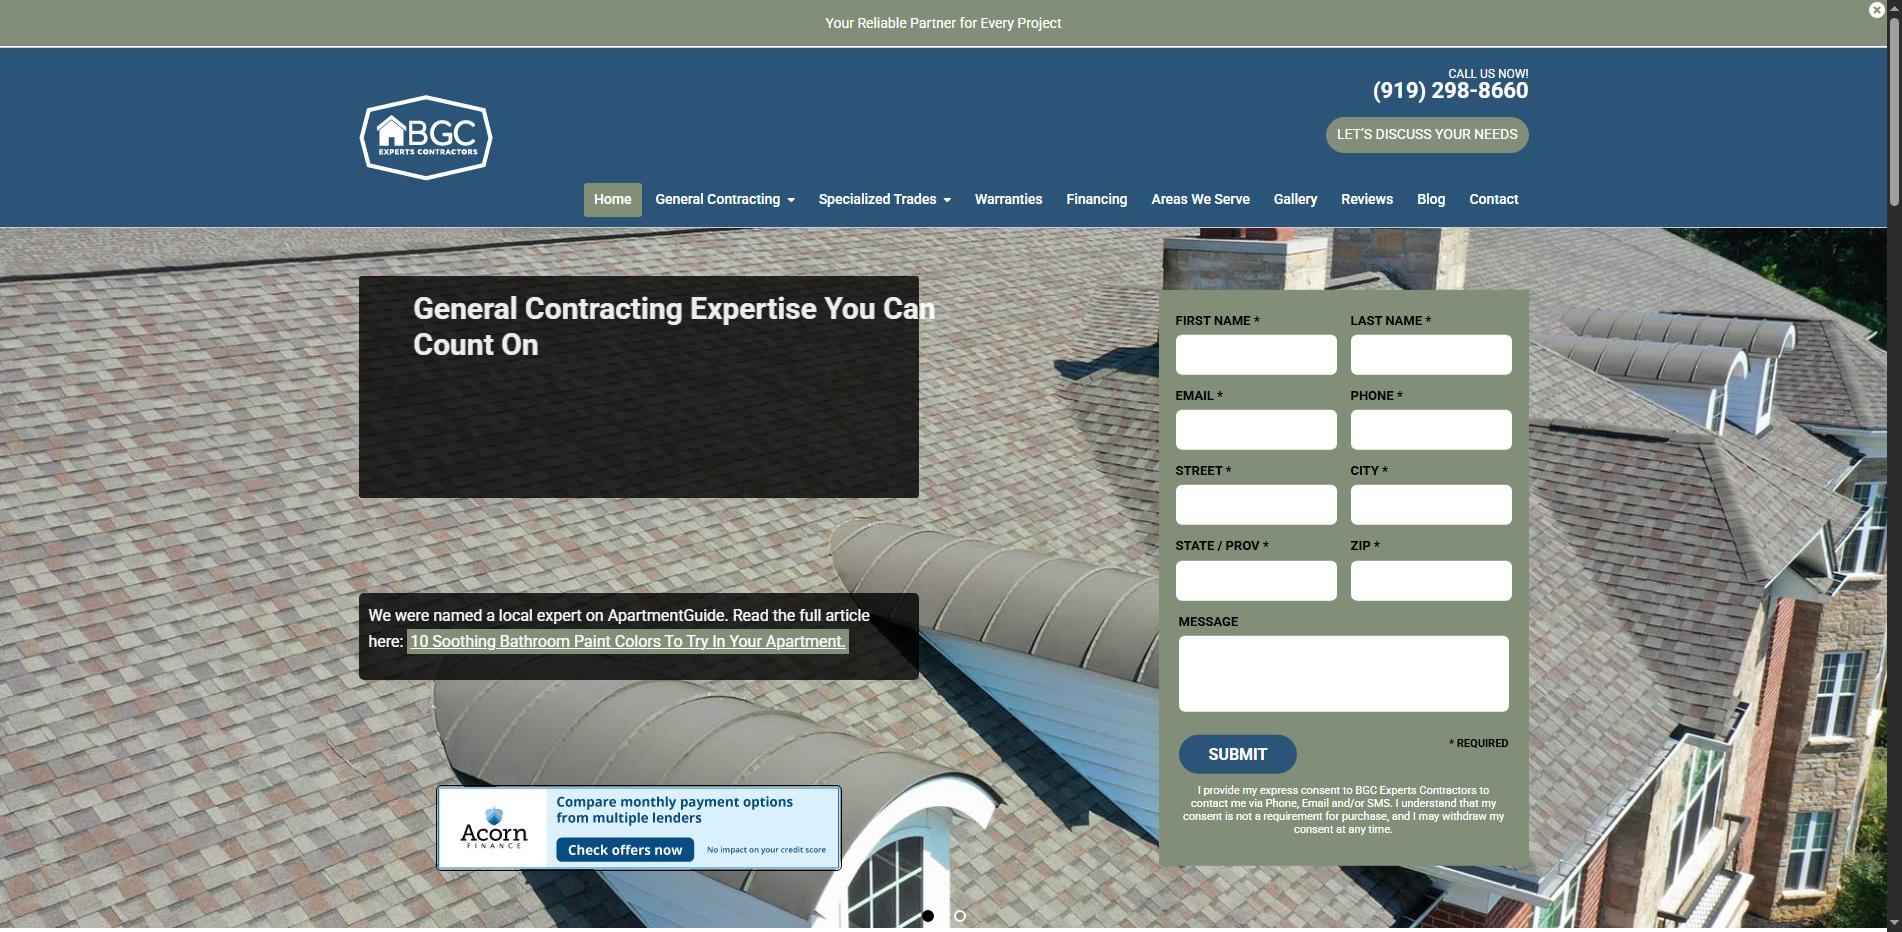 Your Reliable Partner for Every Project
CALL US NOW!
(919) 298-8660
BGC
EXPERTS CONTRACTORS
LET'S DISCUSS YOUR NEEDS
Home General Contracting Specialized Trades Warranties Financing Areas We Serve Gallery Reviews Blog Contact
General Contracting Expertise You Can
Count On
We were named a local expert on ApartmentGuide. Read the full article
here: 10 Soothing Bathroom Paint Colors To Try In Your Apartment.
Acorn
FINANCE
Compare monthly payment options
from multiple lenders
Check offers now No impact on your credit score
FIRST NAME * LAST NAME *
EMAIL * PHONE *
STREET * CITY *
STATE / PROV * ZIP *
MESSAGE
SUBMIT * REQUIRED
I provide my express consent to BGC Experts Contractors to
contact me via Phone, Email and/or SMS. I understand that my
consent is not a requirement for purchase, and I may withdraw my
consent at any time.